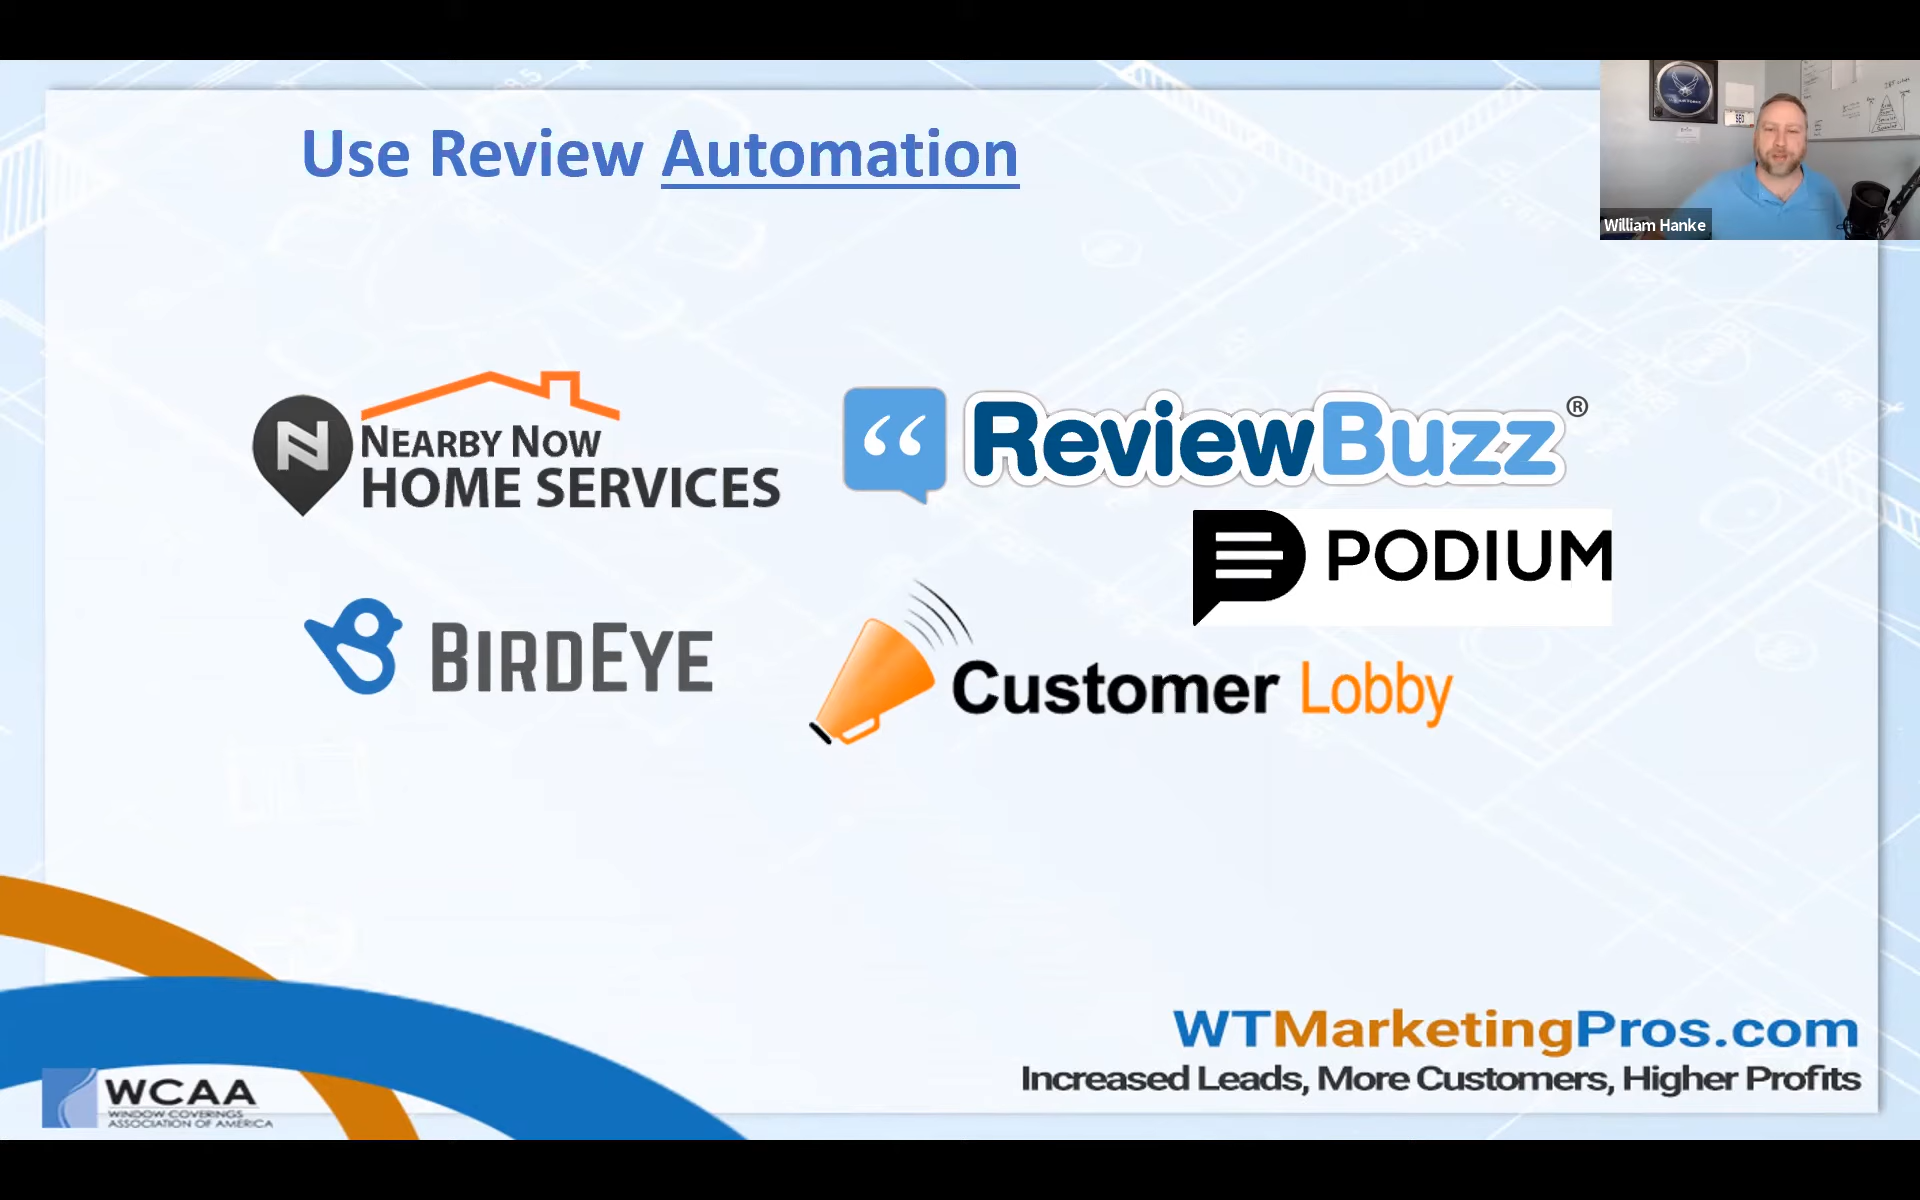 Use Review Automation
SEO
William Hanke
NEARBY NOW
HOME SERVICES
ReviewBuzz®
PODIUM
BIRDEYE
Customer Lobby
WTMarketingPros.com
Increased Leads, More Customers, Higher Profits
WCAA
WINDOW COVERINGS
ASSOCIATION OF AMERICA